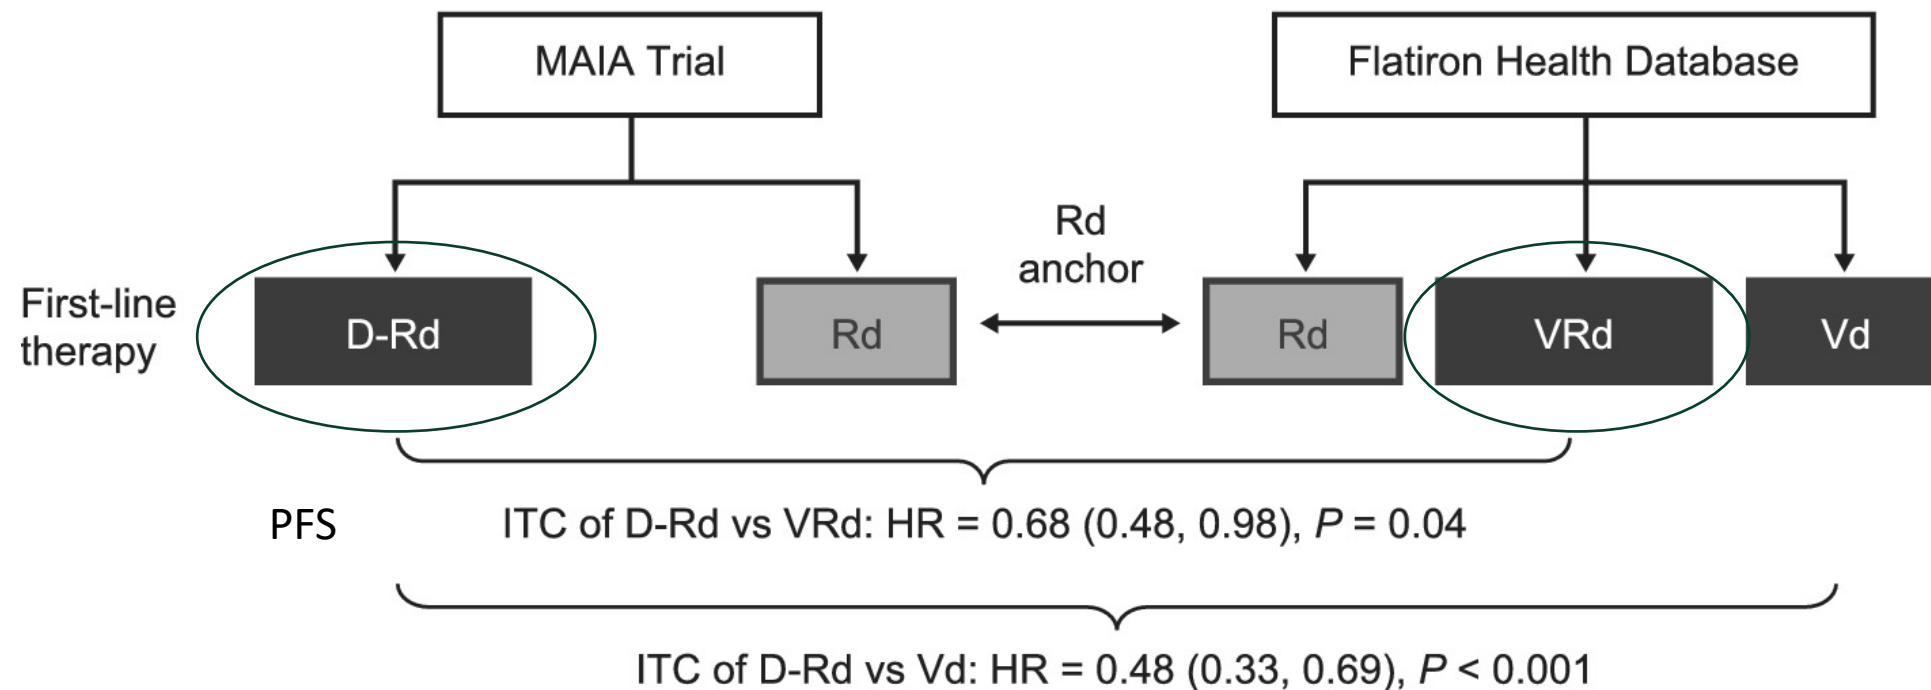 MAIA Trial
Flatiron Health Database
Rd
anchor
First-line
therapy
D-Rd
Rd
Rd
VRd
Vd
PFS
ITC of D-Rd vs VRd: HR = 0.68 (0.48, 0.98), P = 0.04
ITC of D-Rd vs Vd: HR = 0.48 (0.33, 0.69), P < 0.001